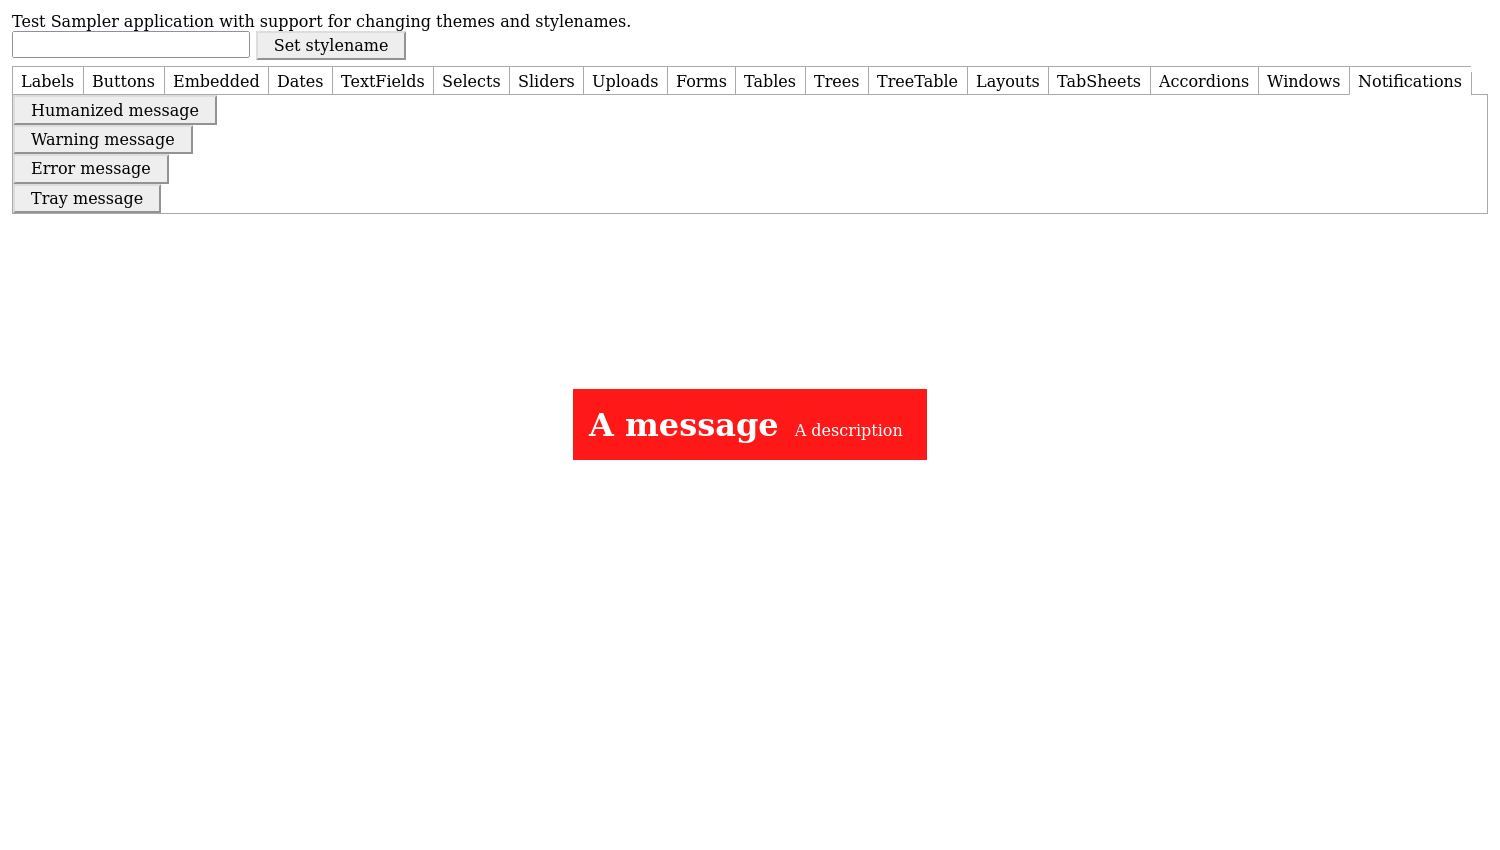 Test Sampler application with support for changing themes and stylenames.
Set stylename
Labels Buttons Embedded Dates TextFields Selects Sliders Uploads Forms Tables Trees TreeTable Layouts TabSheets Accordions Windows Notifications
Humanized message
Warning message
Error message
Tray message
A message A description